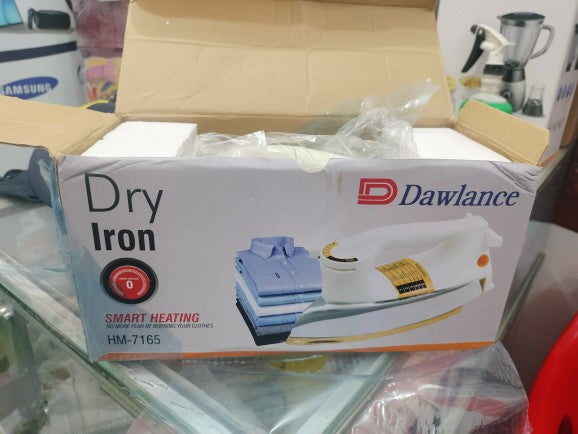 SAMSUNG
Dry
Iron
Dawlance
0
SMART HEATING
NO MORE FEAR OF BURNING YOUR CLOTHES
HM-7165